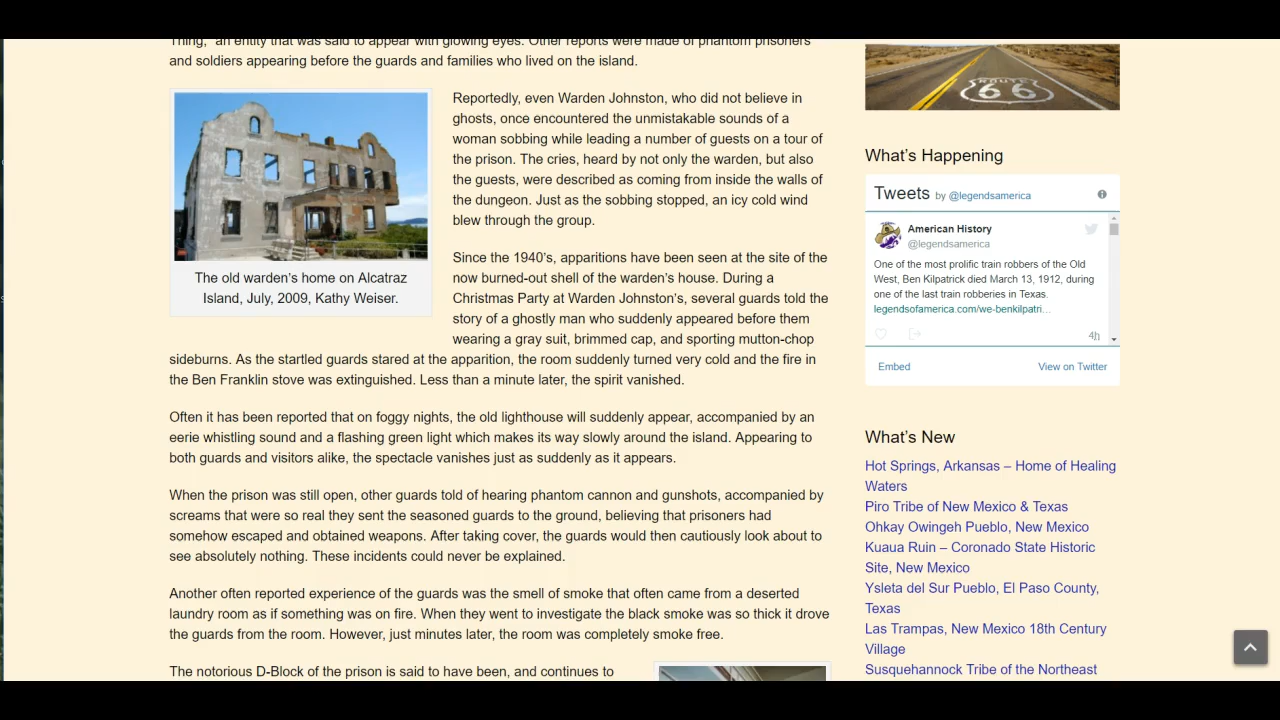 Thing," an entity that was said to appear with glowing eyes. Other reports were made of phantom prisoners
and soldiers appearing before the guards and families who lived on the island.
Reportedly, even Warden Johnston, who did not believe in
ghosts, once encountered the unmistakable sounds of a
woman sobbing while leading a number of guests on a tour of
the prison. The cries, heard by not only the warden, but also
the guests, were described as coming from inside the walls of
the dungeon. Just as the sobbing stopped, an icy cold wind
blew through the group.
The old warden's home on Alcatraz
Island, July, 2009, Kathy Weiser.
Since the 1940's, apparitions have been seen at the site of the
now burned-out shell of the warden's house. During a
Christmas Party at Warden Johnston's, several guards told the
story of a ghostly man who suddenly appeared before them
wearing a gray suit, brimmed cap, and sporting mutton-chop
sideburns. As the startled guards stared at the apparition, the room suddenly turned very cold and the fire in
the Ben Franklin stove was extinguished. Less than a minute later, the spirit vanished.
Often it has been reported that on foggy nights, the old lighthouse will suddenly appear, accompanied by an
eerie whistling sound and a flashing green light which makes its way slowly around the island. Appearing to
both guards and visitors alike, the spectacle vanishes just as suddenly as it appears.
When the prison was still open, other guards told of hearing phantom cannon and gunshots, accompanied by
screams that were so real they sent the seasoned guards to the ground, believing that prisoners had
somehow escaped and obtained weapons. After taking cover, the guards would then cautiously look about to
see absolutely nothing. These incidents could never be explained.
Another often reported experience of the guards was the smell of smoke that often came from a deserted
laundry room as if something was on fire. When they went to investigate the black smoke was so thick it drove
the guards from the room. However, just minutes later, the room was completely smoke free.
The notorious D-Block of the prison is said to have been, and continues to
ROUTE
66
What's Happening
Tweets by @legendsamerica
American History
@legendsamerica
One of the most prolific train robbers of the Old
West, Ben Kilpatrick died March 13, 1912, during
one of the last train robberies in Texas.
legendsofamerica.com/we-benkilpatri…
4h
Embed
View on Twitter
What's New
Hot Springs, Arkansas – Home of Healing
Waters
Piro Tribe of New Mexico & Texas
Ohkay Owingeh Pueblo, New Mexico
Kuaua Ruin – Coronado State Historic
Site, New Mexico
Ysleta del Sur Pueblo, El Paso County,
Texas
Las Trampas, New Mexico 18th Century
Village
Susquehannock Tribe of the Northeast